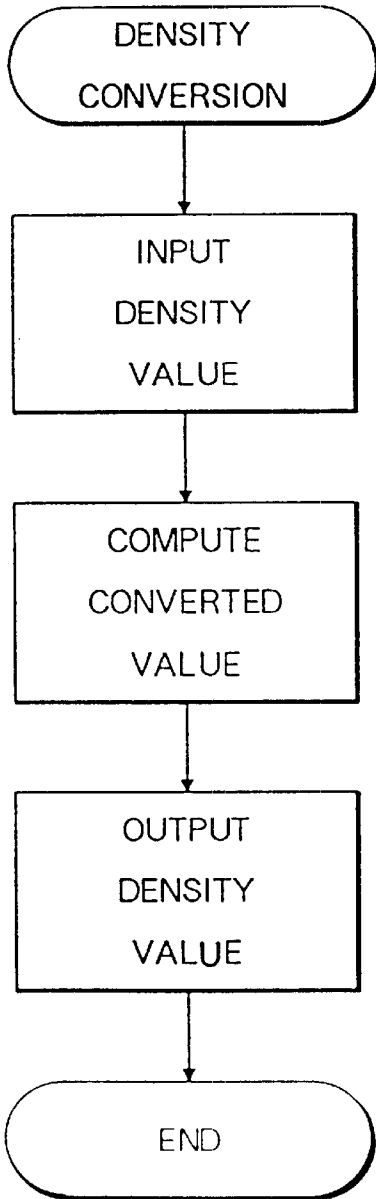 DENSITY
CONVERSION
INPUT
DENSITY
VALUE
COMPUTE
CONVERTED
VALUE
OUTPUT
DENSITY
VALUE
END